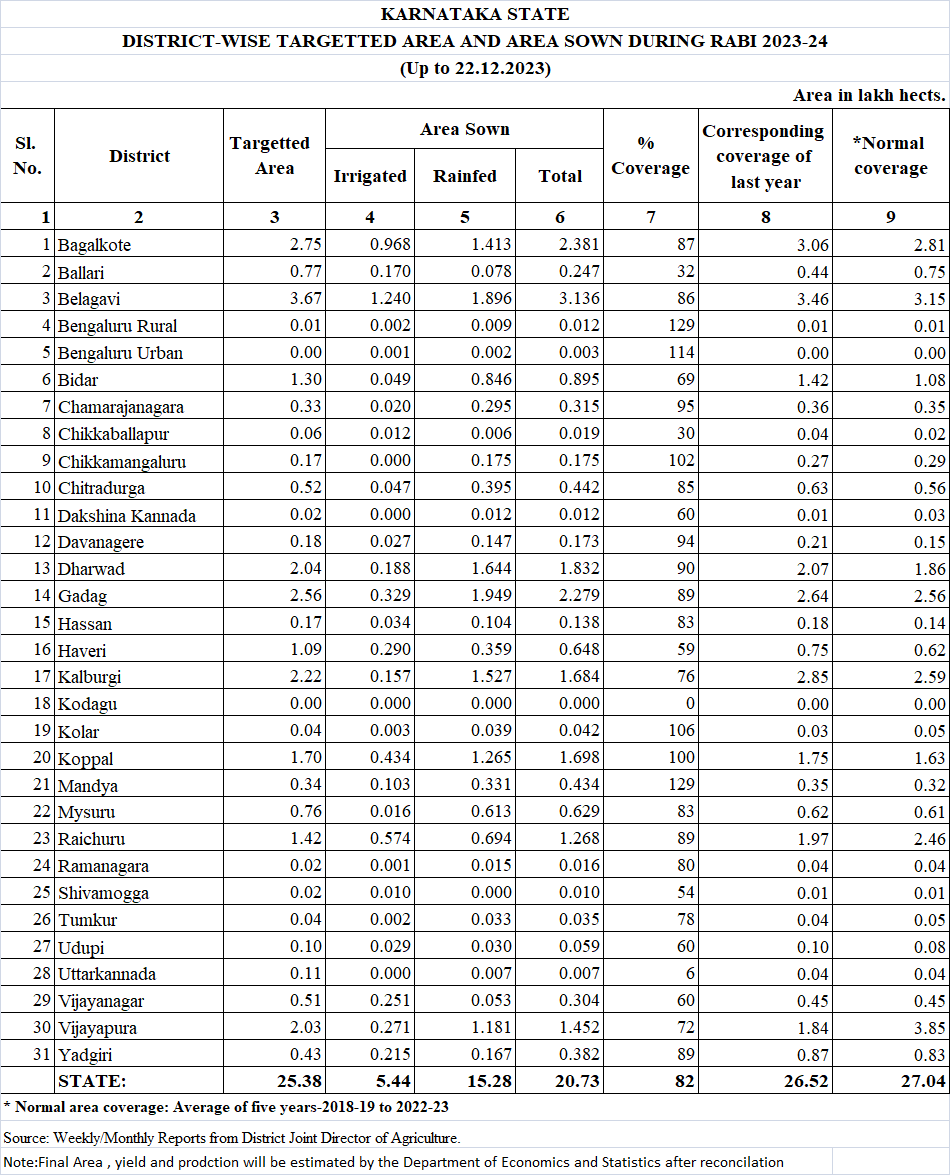 KARNATAKA STATE
DISTRICT-WISE TARGETTED AREA AND AREA SOWN DURING RABI 2023-24
(Up to 22.12.2023)
Area in lakh hects.
Sl. No. District Targetted Area Area Sown % Coverage Corresponding coverage of last year *Normal coverage
Irrigated Rainfed Total
1 2 3 4 5 6 7 8 9
1 Bagalkote 2.75 0.968 1.413 2.381 87 3.06 2.81
2 Ballari 0.77 0.170 0.078 0.247 32 0.44 0.75
3 Belagavi 3.67 1.240 1.896 3.136 86 3.46 3.15
4 Bengaluru Rural 0.01 0.002 0.009 0.012 129 0.01 0.01
5 Bengaluru Urban 0.00 0.001 0.002 0.003 114 0.00 0.00
6 Bidar 1.30 0.049 0.846 0.895 69 1.42 1.08
7 Chamarajanagara 0.33 0.020 0.295 0.315 95 0.36 0.35
8 Chikkaballapur 0.06 0.012 0.006 0.019 30 0.04 0.02
9 Chikkamangaluru 0.17 0.000 0.175 0.175 102 0.27 0.29
10 Chitradurga 0.52 0.047 0.395 0.442 85 0.63 0.56
11 Dakshina Kannada 0.02 0.000 0.012 0.012 60 0.01 0.03
12 Davanagere 0.18 0.027 0.147 0.173 94 0.21 0.15
13 Dharwad 2.04 0.188 1.644 1.832 90 2.07 1.86
14 Gadag 2.56 0.329 1.949 2.279 89 2.64 2.56
15 Hassan 0.17 0.034 0.104 0.138 83 0.18 0.14
16 Haveri 1.09 0.290 0.359 0.648 59 0.75 0.62
17 Kalburgi 2.22 0.157 1.527 1.684 76 2.85 2.59
18 Kodagu 0.00 0.000 0.000 0.000 0 0.00 0.00
19 Kolar 0.04 0.003 0.039 0.042 106 0.03 0.05
20 Koppal 1.70 0.434 1.265 1.698 100 1.75 1.63
21 Mandya 0.34 0.103 0.331 0.434 129 0.35 0.32
22 Mysuru 0.76 0.016 0.613 0.629 83 0.62 0.61
23 Raichuru 1.42 0.574 0.694 1.268 89 1.97 2.46
24 Ramanagara 0.02 0.001 0.015 0.016 80 0.04 0.04
25 Shivamogga 0.02 0.010 0.000 0.010 54 0.01 0.01
26 Tumkur 0.04 0.002 0.033 0.035 78 0.04 0.05
27 Udupi 0.10 0.029 0.030 0.059 60 0.10 0.08
28 Uttarkannada 0.11 0.000 0.007 0.007 6 0.04 0.04
29 Vijayanagar 0.51 0.251 0.053 0.304 60 0.45 0.45
30 Vijayapura 2.03 0.271 1.181 1.452 72 1.84 3.85
31 Yadgiri 0.43 0.215 0.167 0.382 89 0.87 0.83
STATE: 25.38 5.44 15.28 20.73 82 26.52 27.04
* Normal area coverage: Average of five years-2018-19 to 2022-23
Source: Weekly/Monthly Reports from District Joint Director of Agriculture.
Note:Final Area , yield and prodction will be estimated by the Department of Economics and Statistics after reconcilation